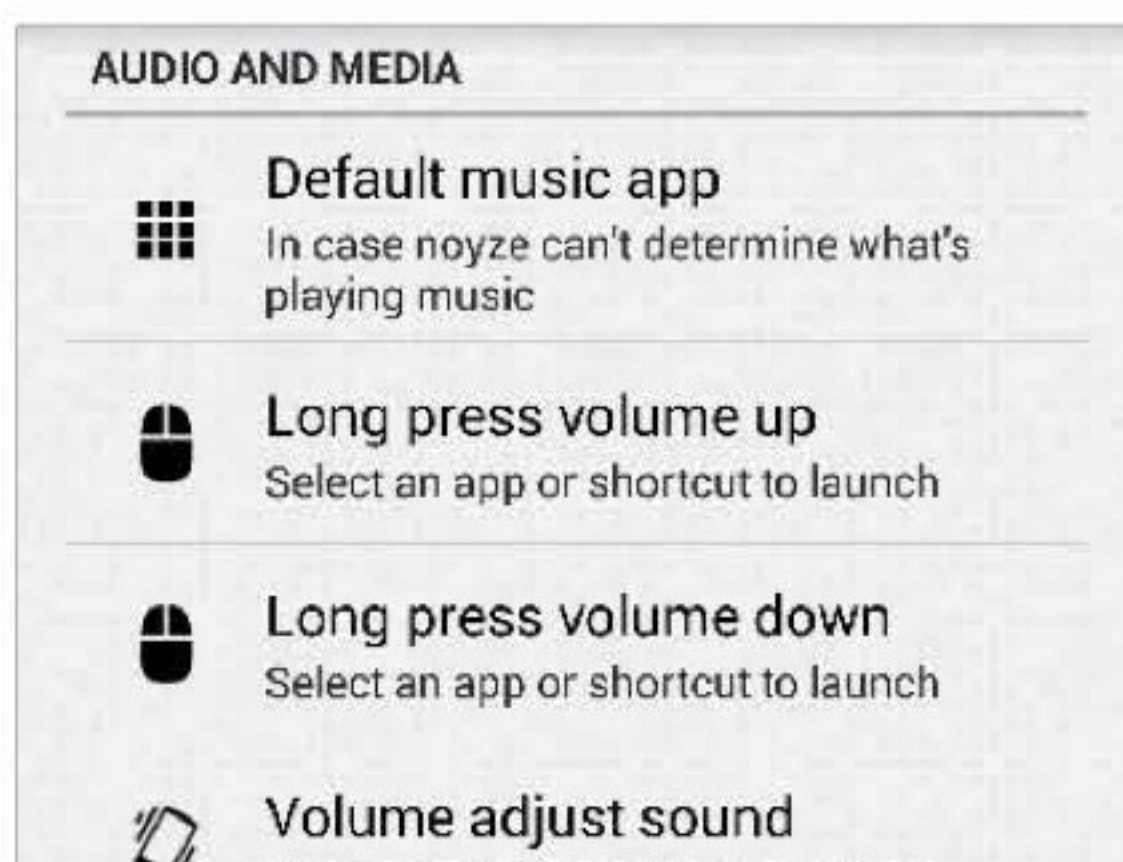 AUDIO AND MEDIA
Default music app
In case noyze can't determine what's
playing music
Long press volume up
Select an app or shortcut to launch
Long press volume down
Select an app or shortcut to launch
Volume adjust sound